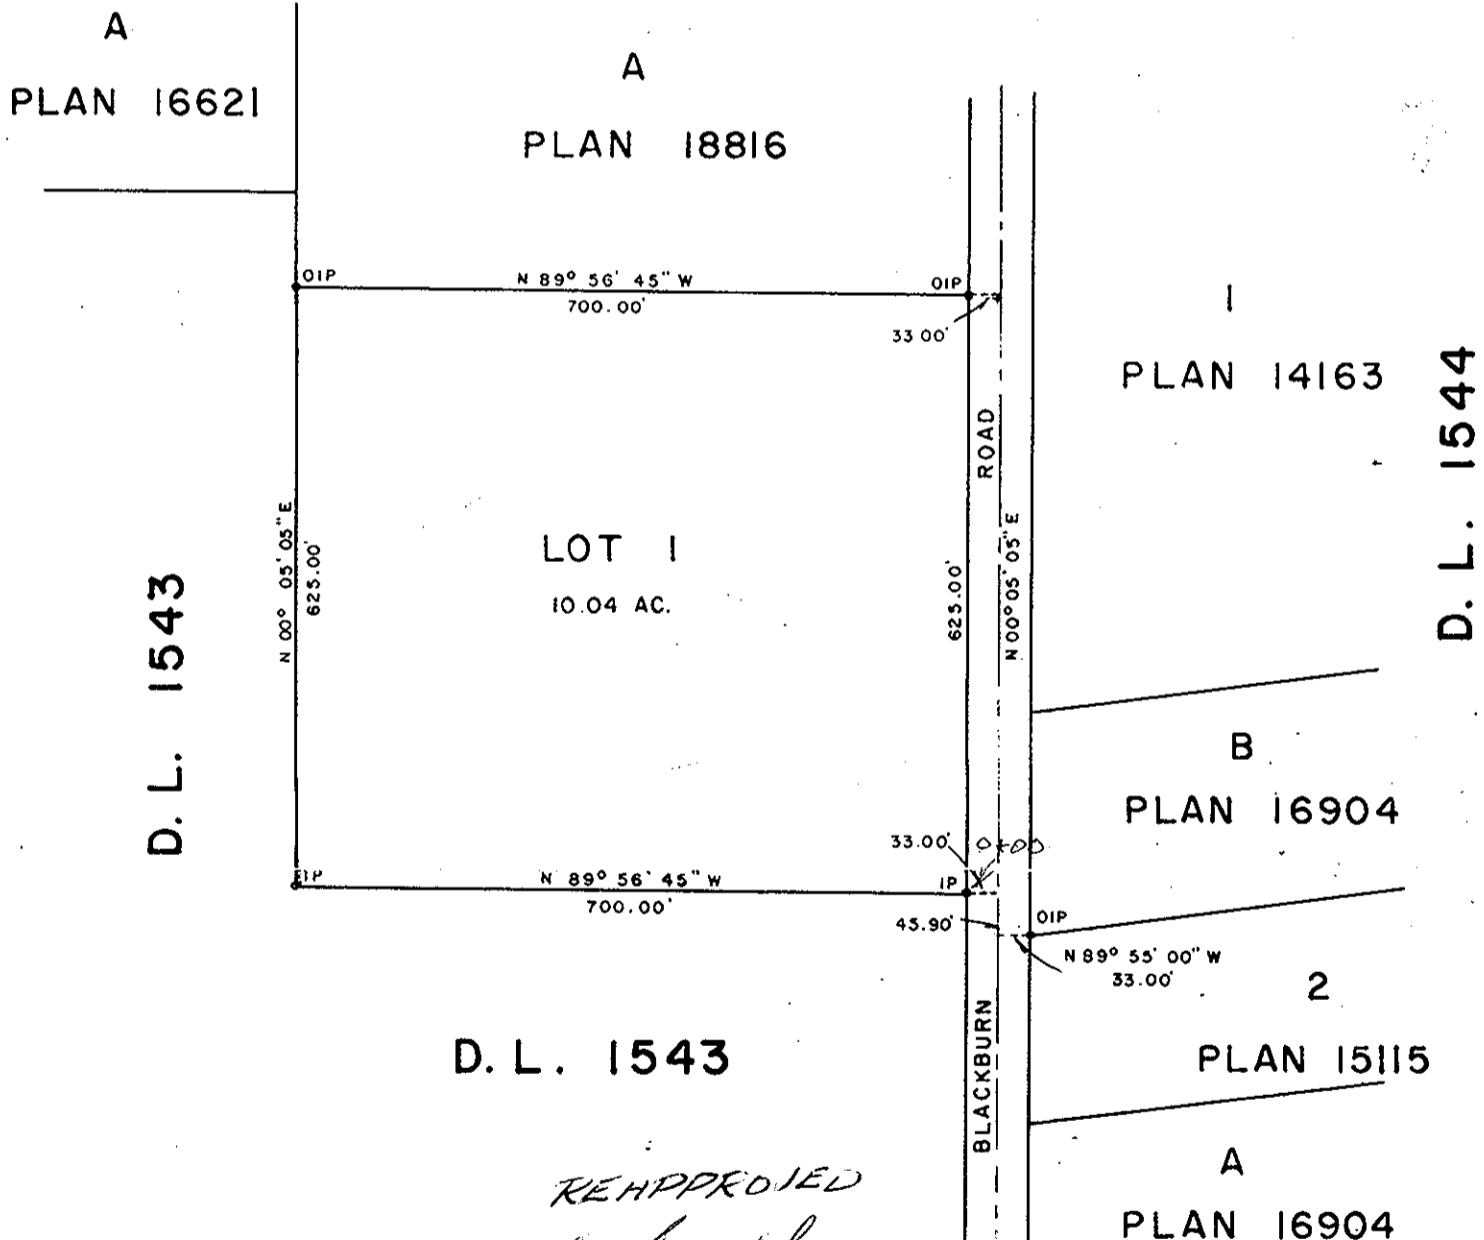 A
PLAN 16621
A
PLAN 18816
OIP
N 89° 56' 45" W
700.00'
OIP
33 00'
1
PLAN 14163
D. L. 1544
ROAD
N 00° 05' 05" E
625.00'
LOT 1
10.04 AC.
625.00'
N 00° 05' 05" E
D. L. 1543
B
PLAN 16904
33.00'
0+00
IP
N 89° 56' 45" W
700.00'
IP
45.90'
OIP
N 89° 55' 00" W
33.00'
2
PLAN 15115
BLACKBURN
D. L. 1543
A
PLAN 16904